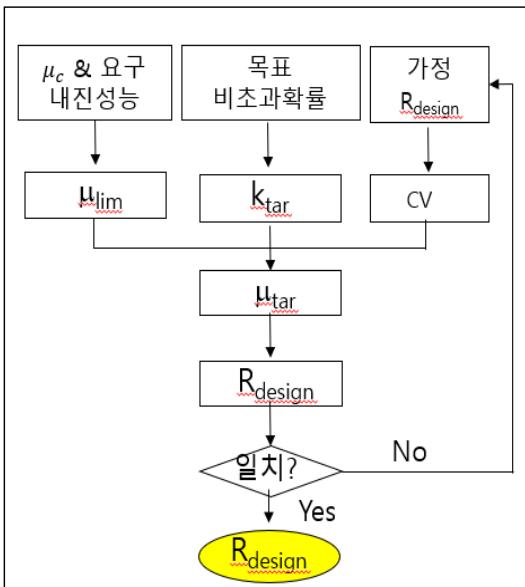 μc & 요구
내진성능
목표
비초과확률
가정
Rdesign
μlim
ktar
CV
μtar
Rdesign
일치?
No
Yes
Rdesign